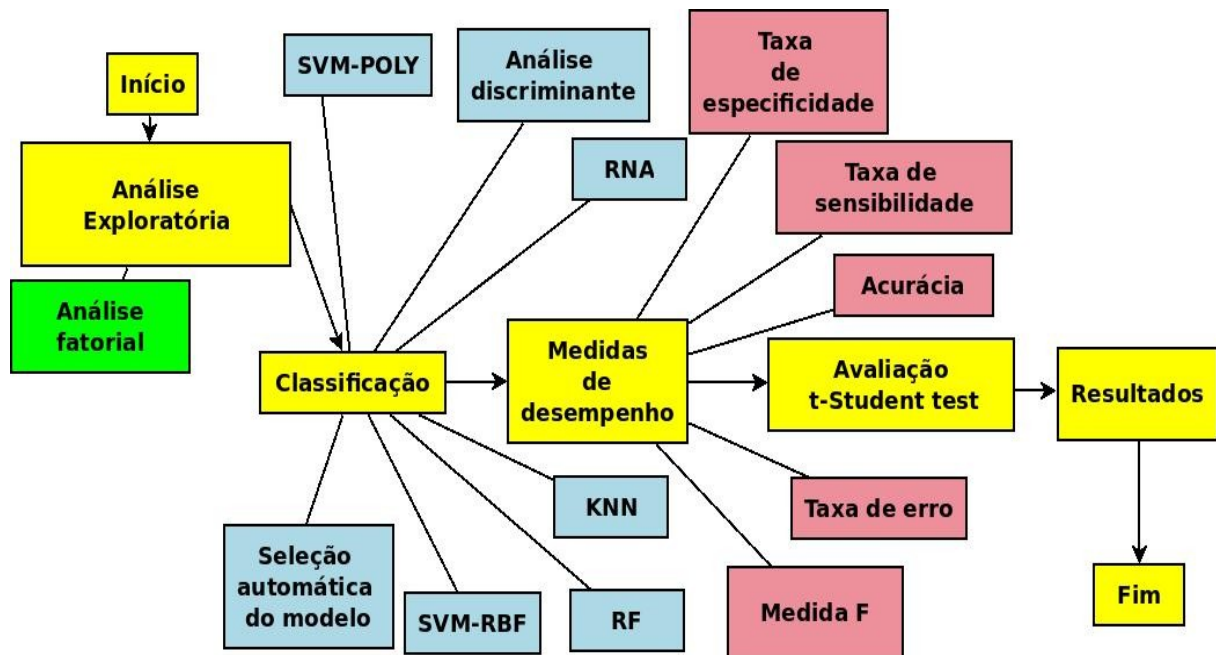 Início
Análise
Exploratória
Análise
fatorial
SVM-POLY
Análise
discriminante
RNA
Classificação
Seleção
automática
do modelo
SVM-RBF
RF
KNN
Medidas
de
desempenho
Taxa
de
especificidade
Taxa de
sensibilidade
Acurácia
Taxa de erro
Medida F
Avaliação
t-Student test
Resultados
Fim